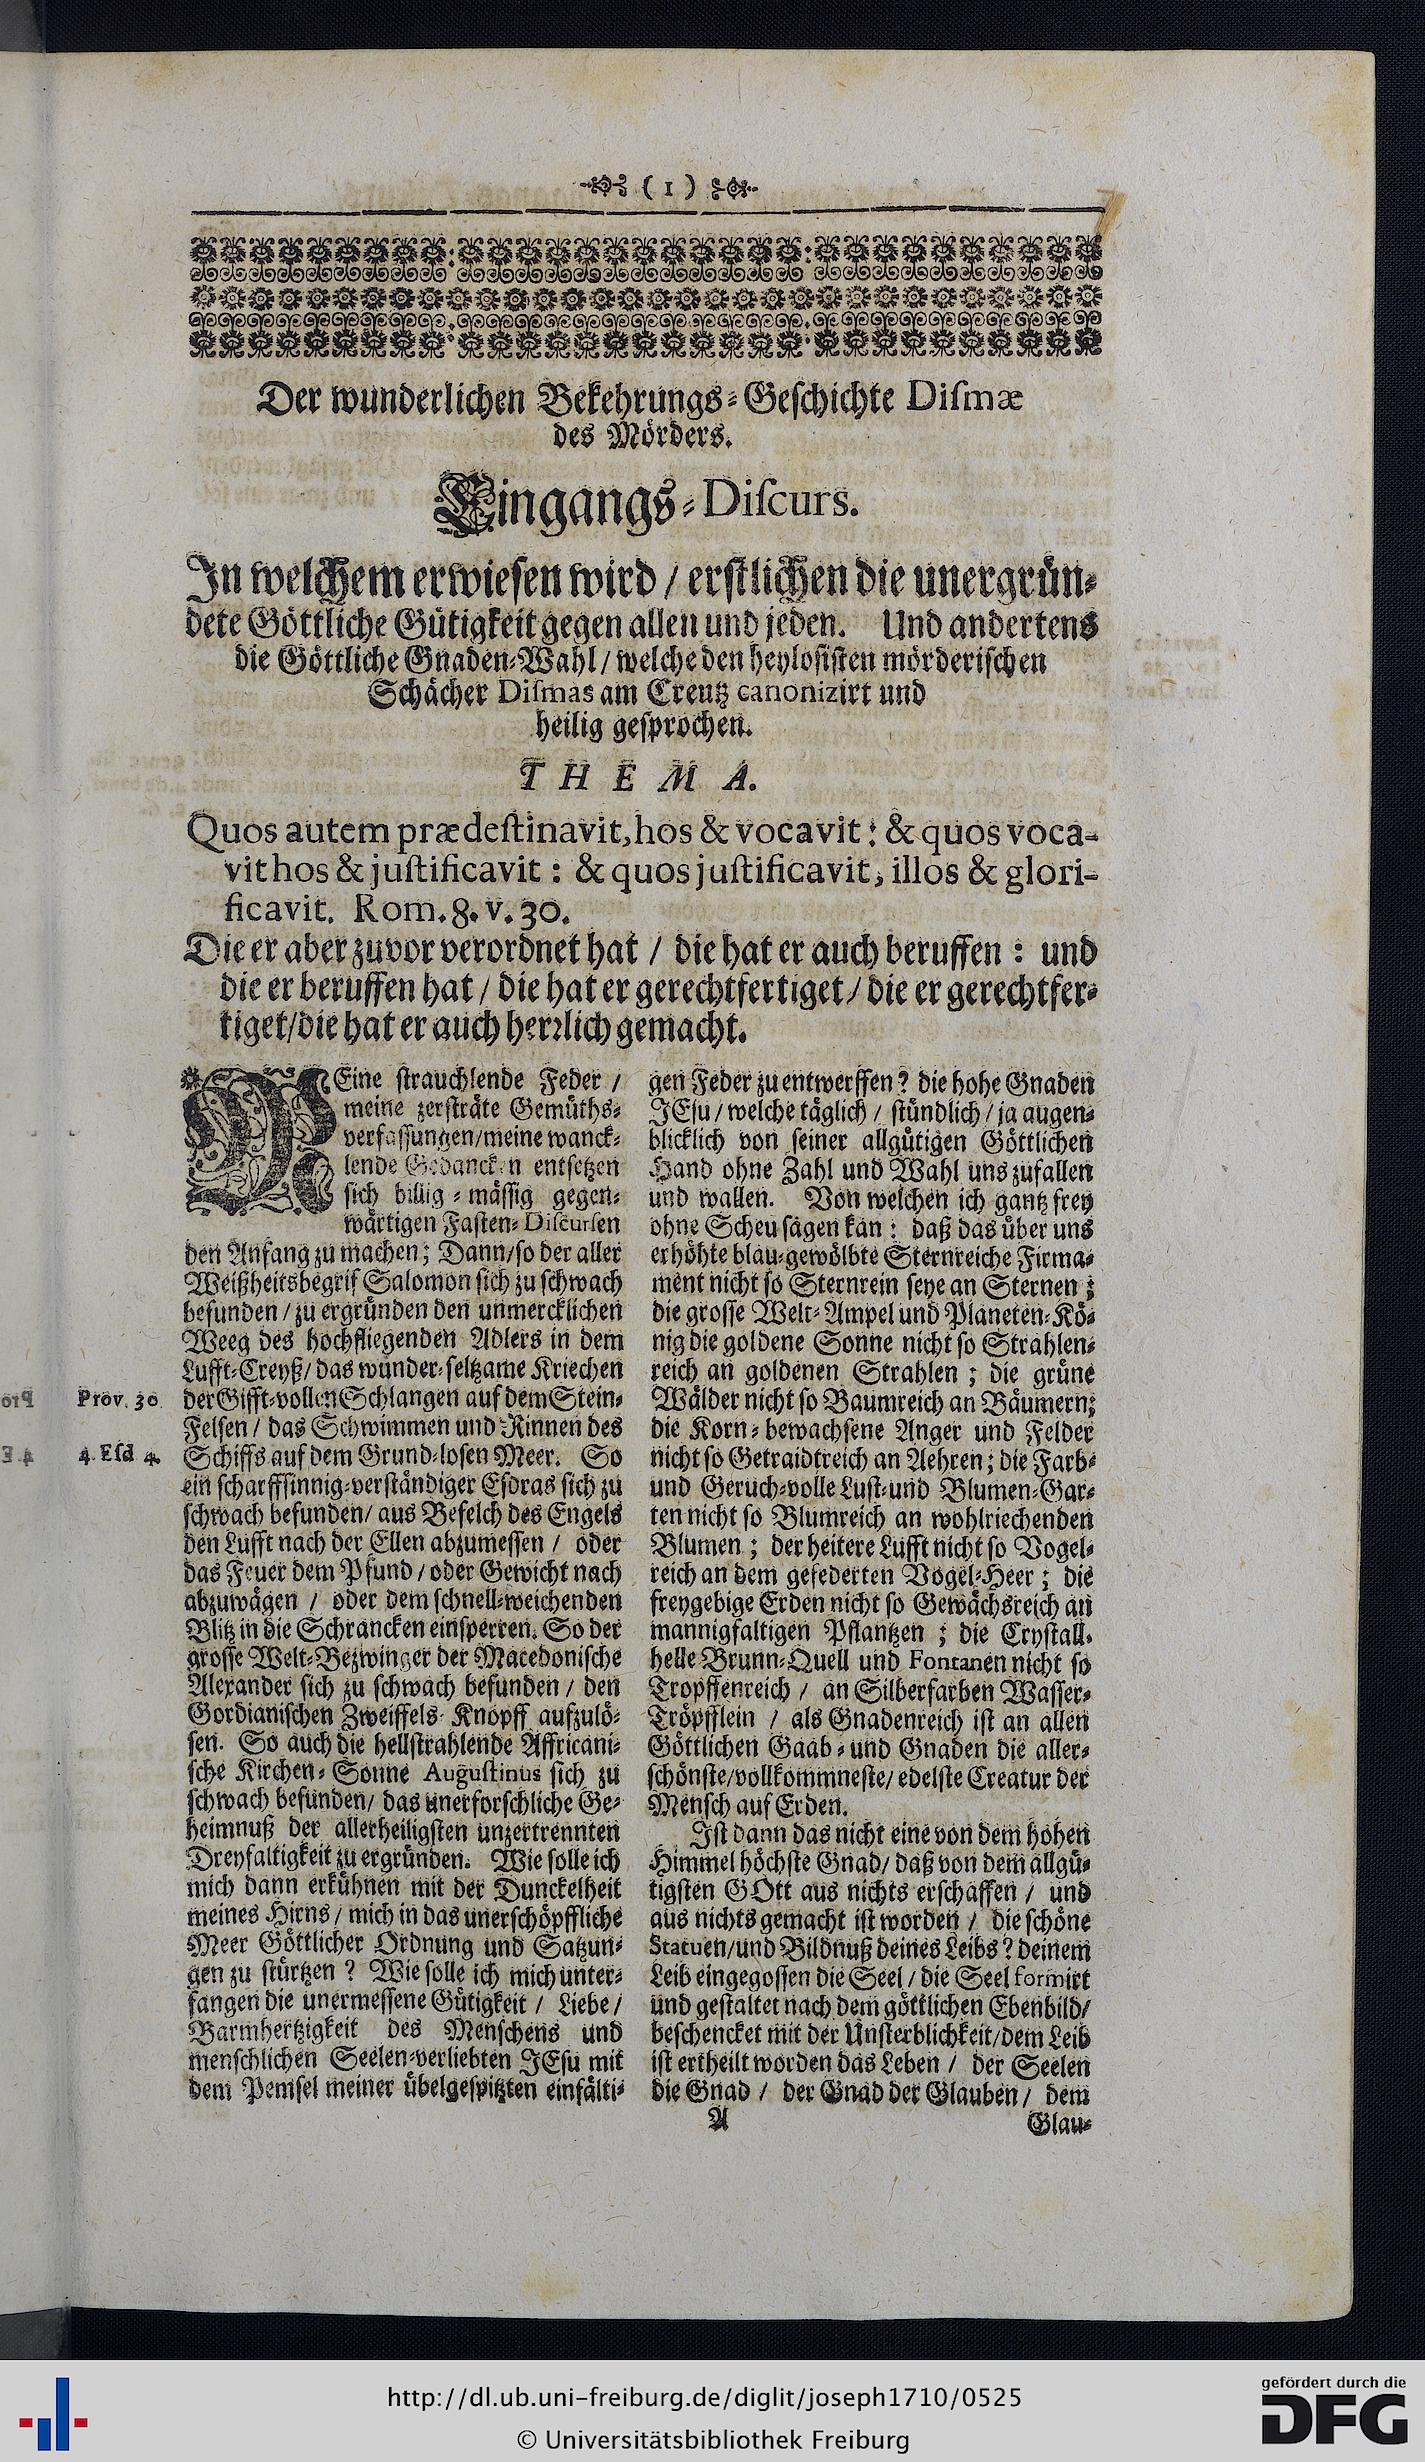 ( 1 )
Der wunderlichen Bekehrungs-Geschichte Dismæ
des Mörders.
Eingangs-Discurs.
In welchem erwiesen wird / erstlichen die unergrün-
dete Göttliche Gütigkeit gegen allen und jeden. Und andertens
die Göttliche Gnaden-Wahl / welche den heylosisten mörderischen
Schächer Dismas am Creutz canonizirt und
heilig gesprochen.
THEMA.
Quos autem prædestinavit, hos & vocavit: & quos voca-
vit hos & justificavit: & quos justificavit, illos & glori-
ficavit. Rom. 8. v. 30.
Die er aber zuvor verordnet hat / die hat er auch beruffen: und
die er beruffen hat / die hat er gerechtfertiget / die er gerechtfer-
tiget / die hat er auch herrlich gemacht.
MEine strauchlende Feder /
meine zersträte Gemüths-
verfassungen / meine wanck-
lende Gedancken entsetzen
sich billig-mässig gegen-
wärtigen Fasten-Discursen
den Anfang zu machen; Dann / so der aller
Weißheitsbegrif Salomon sich zu schwach
befunden / zu ergründen den unmercklichen
Weeg des hochfliegenden Adlers in dem
Lufft-Creyß / das wunder-seltzame Kriechen
Prov. 30
der Gifft-vollen Schlangen auf dem Stein-
Felsen / das Schwimmen und Rinnen des
4. Esd 4.
Schiffs auf dem Grund-losen Meer. So
ein scharffsinnig-verständiger Esdras sich zu
schwach befunden / aus Befelch des Engels
den Lufft nach der Ellen abzumessen / oder
das Feuer dem Pfund / oder Gewicht nach
abzuwägen / oder dem schnell-weichenden
Blitz in die Schrancken einsperren. So der
grosse Welt-Bezwinger der Macedonische
Alexander sich zu schwach befunden / den
Gordianischen Zweiffels-Knopff aufzulö-
sen. So auch die hellstrahlende Affricani-
sche Kirchen-Sonne Augustinus sich zu
schwach befunden / das unerforschliche Ge-
heimnuß der allerheiligsten unzertrennten
Dreyfaltigkeit zu ergründen. Wie solle ich
mich dann erkühnen mit der Dunckelheit
meines Hirns / mich in das unerschöpffliche
Meer Göttlicher Ordnung und Satzun-
gen zu stürtzen? Wie solle ich mich unter-
fangen die unermessene Gütigkeit / Liebe /
Barmhertzigkeit des Menschens und
menschlichen Seelen-verliebten JEsu mit
dem Pemsel meiner übelgespitzten einfälti-
gen Feder zu entwerffen? die hohe Gnaden
JEsu / welche täglich / stündlich / ja augen-
blicklich von seiner allgütigen Göttlichen
Hand ohne Zahl und Wahl uns zufallen
und wallen. Von welchen ich gantz frey
ohne Scheu sagen kan: daß das über uns
erhöhte blau-gewölbte Sternreiche Firma-
ment nicht so Sternrein seye an Sternen;
die grosse Welt-Ampel und Planeten-Kö-
nig die goldene Sonne nicht so Strahlen-
reich an goldenen Strahlen; die grüne
Wälder nicht so Baumreich an Bäumern;
die Korn-bewachsene Anger und Felder
nicht so Getraidtreich an Aehren; die Farb-
und Geruch-volle Lust-und Blumen-Gar-
ten nicht so Blumreich an wohlriechenden
Blumen; der heitere Lufft nicht so Vogel-
reich an dem gefederten Vogel-Heer; die
freygebige Erden nicht so Gewächsreich an
mannigfaltigen Pflantzen; die Crystall-
helle Brunn-Quell und Fontanen nicht so
Tropffenreich / an Silberfarben Wasser-
Tröpfflein / als Gnadenreich ist an allen
Göttlichen Gaab-und Gnaden die aller-
schönste / vollkommneste / edelste Creatur der
Mensch auf Erden.
Ist dann das nicht eine von dem hohen
Himmel höchste Gnad / daß von dem allgü-
tigsten GOtt aus nichts erschaffen / und
aus nichts gemacht ist worden / die schöne
Statuen / und Bildnuß deines Leibs? deinem
Leib eingegossen die Seel / die Seel formirt
und gestaltet nach dem göttlichen Ebenbild /
beschencket mit der Unsterblichkeit / dem Leib
ist ertheilt worden das Leben / der Seelen
die Gnad / der Gnad der Glauben / dem
A Glau-
http://dl.ub.uni-freiburg.de/diglit/joseph1710/0525
© Universitätsbibliothek Freiburg
gefördert durch die
DFG